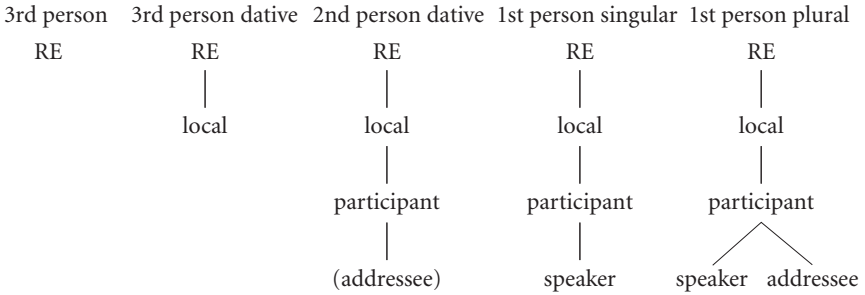 3rd person 3rd person dative 2nd person dative 1st person singular 1st person plural
RE RE RE RE RE
local local local local
participant participant participant
(addressee) speaker speaker addressee